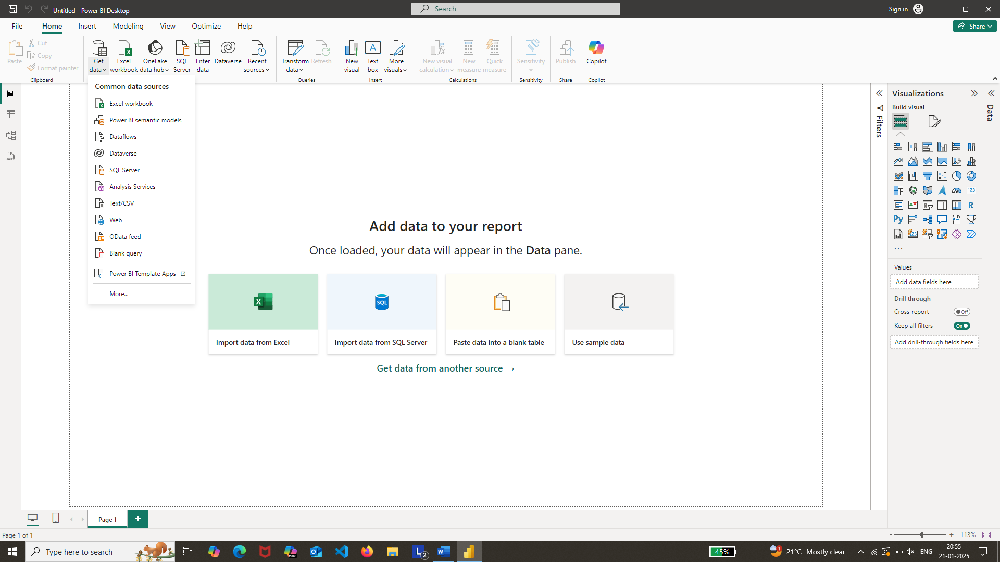 Untitled - Power BI Desktop
Search
Sign in
File
Home
Insert
Modeling
View
Optimize
Help
Share
Paste
Cut
Copy
Format painter
Clipboard
Get
data
Excel
workbook
OneLake
data hub
SQL
Server
Enter
data
Dataverse
Recent
sources
Transform
data
Refresh
Queries
New
visual
A
Text
box
More
visuals
Insert
New visual
calculation
New
measure
Quick
measure
Calculations
Sensitivity
Sensitivity
Publish
Share
Copilot
Copilot
Common data sources
Excel workbook
Power BI semantic models
Dataflows
Dataverse
SQL Server
Analysis Services
Text/CSV
Web
OData feed
Blank query
Power BI Template Apps
More...
DAX
Add data to your report
Once loaded, your data will appear in the Data pane.
X
SQL
Import data from Excel
Import data from SQL Server
Paste data into a blank table
Use sample data
Get data from another source →
Filters
Visualizations
Build visual
123
R
Py
123
...
Values
Add data fields here
Drill through
Cross-report
Off
Keep all filters
On
Add drill-through fields here
Data
Page 1
+
Page 1 of 1
- + 113%
Type here to search
M365
L 2
45%
1
21°C Mostly clear
ENG
20:55
21-01-2025